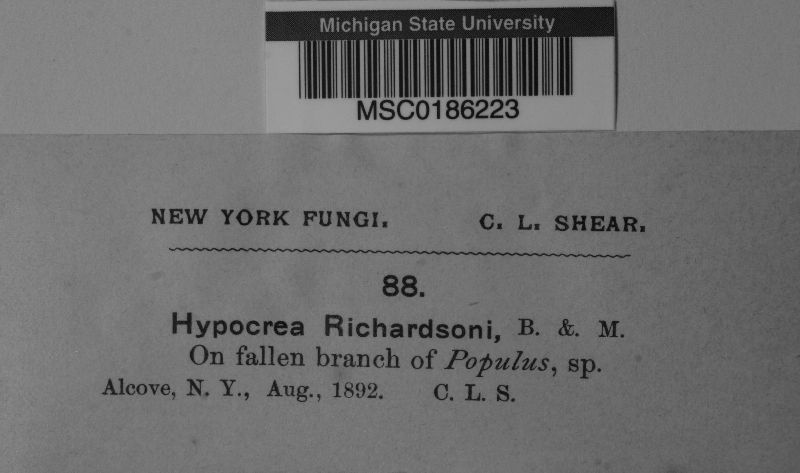 Michigan State University
MSC0186223
NEW YORK FUNGI. C. L. SHEAR.
88.
Hypocrea Richardsoni, B. & M.
On fallen branch of Populus, sp.
Alcove, N. Y., Aug., 1892. C. L. S.